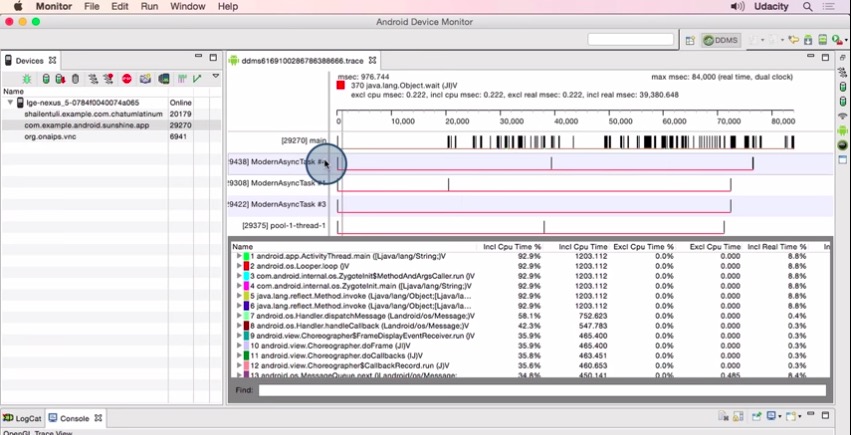 Monitor File Edit Run Window Help Udacity
Android Device Monitor
DDMS
Devices
Name
lge-nexus_5-0784f0040074a065 Online
shailentuli.example.com.chatumlatinum 20179
com.example.android.sunshine.app 29270
org.onaips.vnc 6941
ddms6169100286786388666.trace
msec: 976.744 max msec: 84,000 (real time, dual clock)
370 java.lang.Object.wait (JI)V
excl cpu msec: 0.222, incl cpu msec: 0.222, excl real msec: 0.222, incl real msec: 39,380.648
0 10,000 20,000 30,000 40,000 50,000 60,000 70,000 80,000
[29270] main
29438] ModernAsyncTask
29308] ModernAsyncTask
29422] ModernAsyncTask #3
[29375] pool-1-thread-1
Name Incl Cpu Time % Incl Cpu Time Excl Cpu Time % Excl Cpu Time Incl Real Time % In
1 android.app.ActivityThread.main ([Ljava/lang/String;)V 92.9% 1203.112 0.0% 0.000 8.8%
2 android.os.Looper.loop ()V 92.9% 1203.112 0.0% 0.000 8.8%
3 com.android.internal.os.ZygoteInit$MethodAndArgsCaller.run ()V 92.9% 1203.112 0.0% 0.000 8.8%
4 com.android.internal.os.ZygoteInit.main ([Ljava/lang/String;)V 92.9% 1203.112 0.0% 0.000 8.8%
5 java.lang.reflect.Method.invoke (Ljava/lang/Object;[Ljava/la... 92.9% 1203.112 0.0% 0.000 8.8%
6 java.lang.reflect.Method.invoke (Ljava/lang/Object;[Ljava/la... 92.9% 1203.112 0.0% 0.000 8.8%
7 android.os.Handler.dispatchMessage (Landroid/os/Message;)V 58.1% 752.623 0.0% 0.000 0.4%
8 android.os.Handler.handleCallback (Landroid/os/Message;)V 42.3% 547.783 0.0% 0.000 0.3%
9 android.view.Choreographer$FrameDisplayEventReceiver.run ()V 35.9% 465.400 0.0% 0.000 0.3%
10 android.view.Choreographer.doFrame (JI)V 35.9% 465.400 0.0% 0.000 0.3%
11 android.view.Choreographer.doCallbacks (IJ)V 35.8% 463.451 0.0% 0.000 0.3%
12 android.view.Choreographer$CallbackRecord.run (J)V 35.6% 460.653 0.0% 0.000 0.3%
13 android.os.MessageQueue.next ()Landroid/os/Message; 34.8% 450.141 0.0% 0.485 8.4%
Find:
LogCat Console
OpenGL Trace View